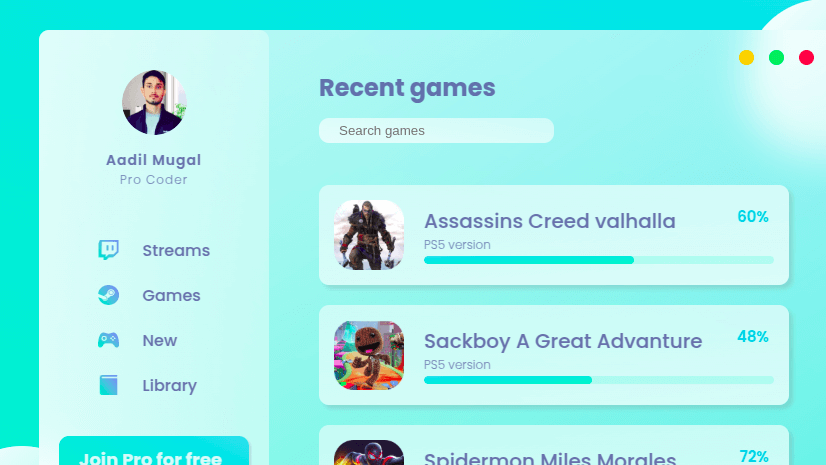 Aadil Mugal
Pro Coder
Streams
Games
New
Library
Join Pro for free
Recent games
Search games
Assassins Creed valhalla
60%
PS5 version
Sackboy A Great Advanture
48%
PS5 version
Spidermon Miles Morales
72%